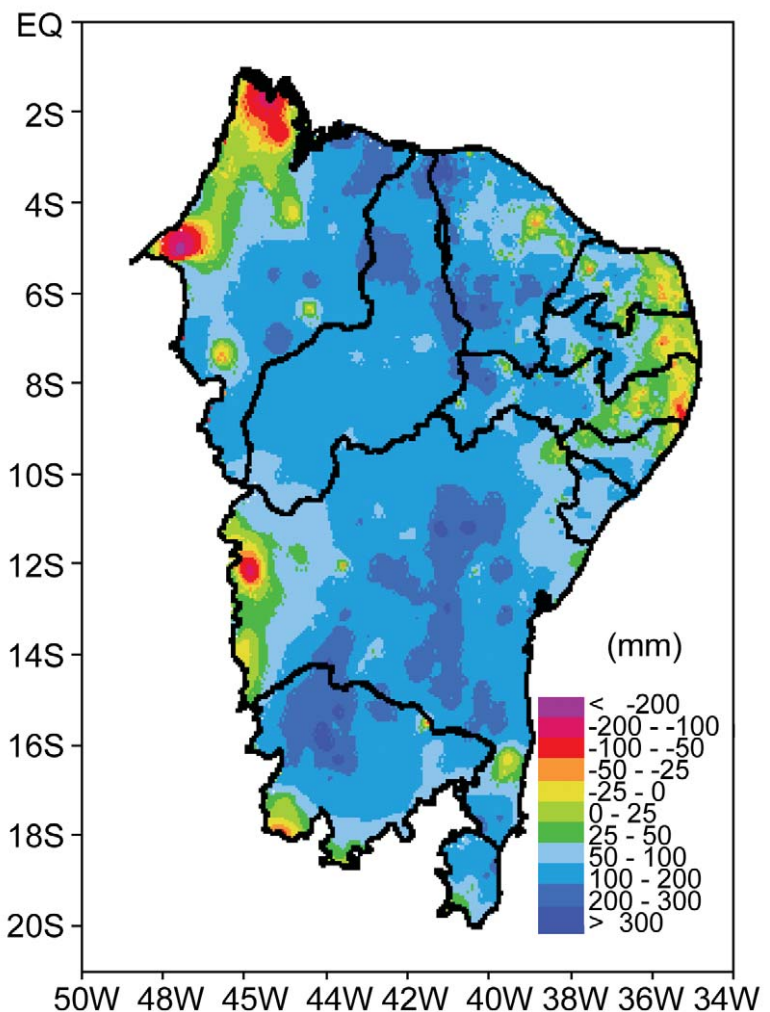 EQ
2S
4S
6S
8S
10S
12S
14S
16S
18S
20S
(mm)
< -200
-200 - -100
-100 - -50
-50 - -25
-25 - 0
0 - 25
25 - 50
50 - 100
100 - 200
200 - 300
> 300
50W 48W 45W 44W 42W 40W 38W 36W 34W